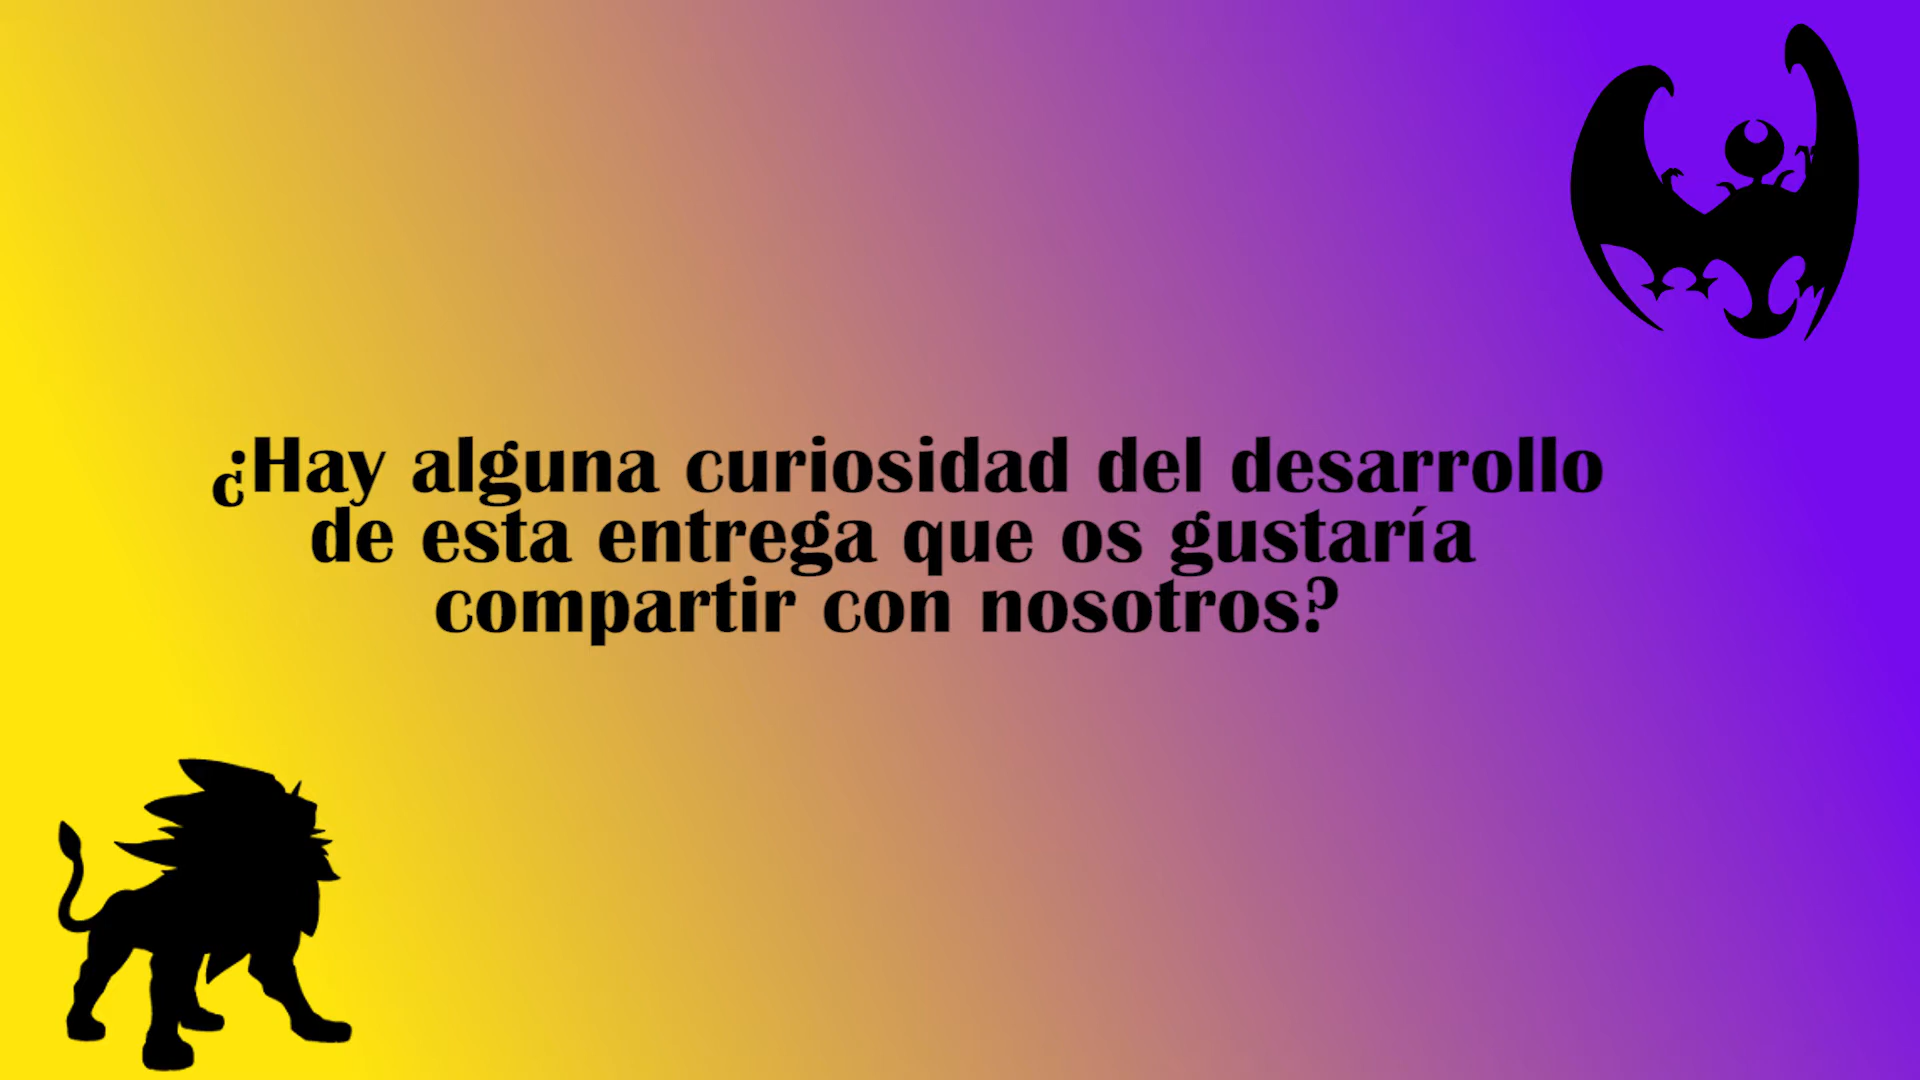 ¿Hay alguna curiosidad del desarrollo
de esta entrega que os gustaría
compartir con nosotros?